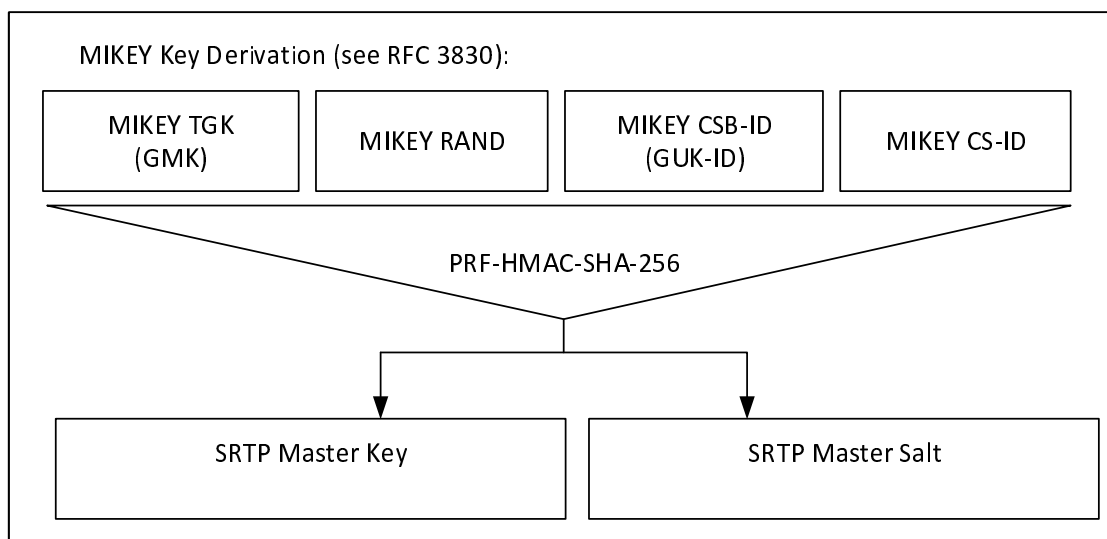 MIKEY Key Derivation (see RFC 3830):
MIKEY TGK
(GMK)
MIKEY RAND
MIKEY CSB-ID
(GUK-ID)
MIKEY CS-ID
PRF-HMAC-SHA-256
SRTP Master Key
SRTP Master Salt